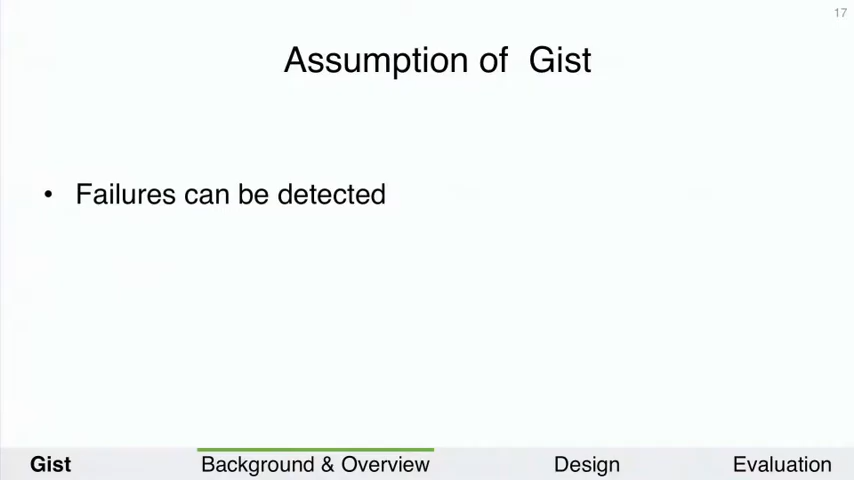 17
Assumption of  Gist
• Failures can be detected
Gist Background & Overview Design Evaluation